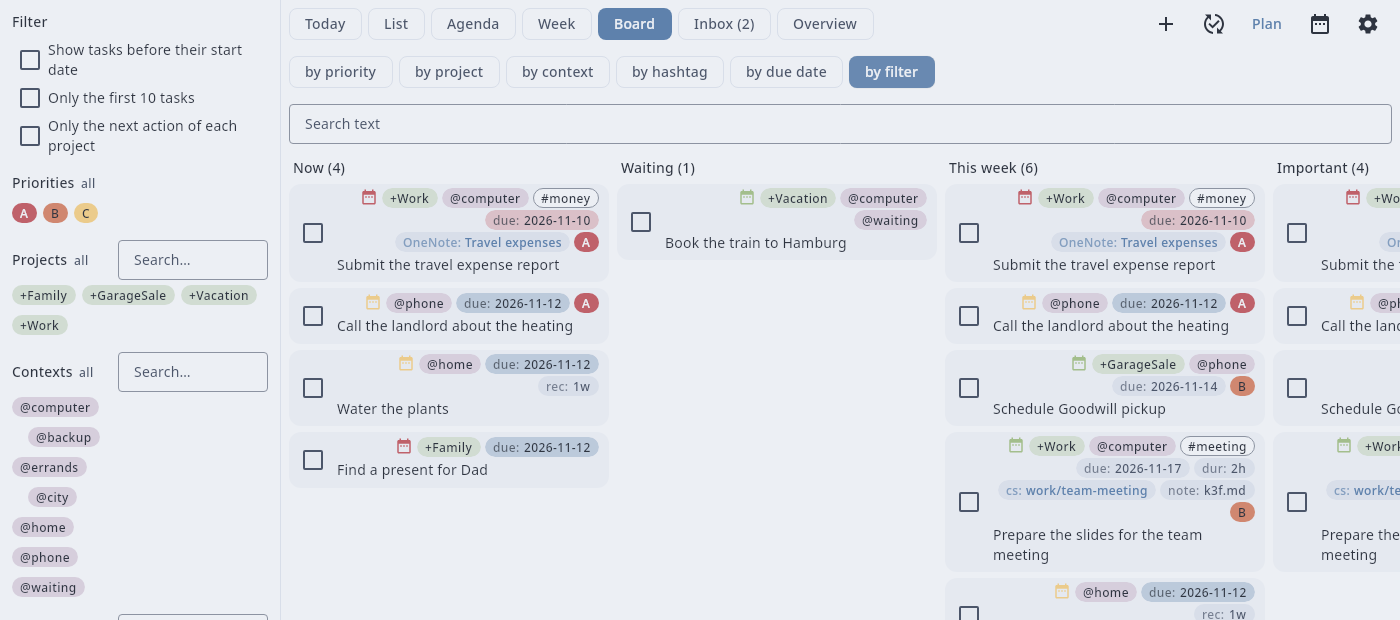 Filter
Show tasks before their start
date
Only the first 10 tasks
Only the next action of each
project
Priorities all
A B C
Projects all Search...
+Family +GarageSale +Vacation
+Work
Contexts all Search...
@computer
@backup
@errands
@city
@home
@phone
@waiting
Today List Agenda Week Board Inbox (2) Overview Plan
by priority by project by context by hashtag by due date by filter
Search text
Now (4)
+Work @computer #money
due: 2026-11-10
OneNote: Travel expenses A
Submit the travel expense report
@phone due: 2026-11-12 A
Call the landlord about the heating
@home due: 2026-11-12
rec: 1w
Water the plants
+Family due: 2026-11-12
Find a present for Dad
Waiting (1)
+Vacation @computer
@waiting
Book the train to Hamburg
This week (6)
+Work @computer #money
due: 2026-11-10
OneNote: Travel expenses A
Submit the travel expense report
@phone due: 2026-11-12 A
Call the landlord about the heating
+GarageSale @phone
due: 2026-11-14 B
Schedule Goodwill pickup
+Work @computer #meeting
due: 2026-11-17 dur: 2h
cs: work/team-meeting note: k3f.md
B
Prepare the slides for the team
meeting
@home due: 2026-11-12
rec: 1w
Important (4)
Submit the
Call the
Schedule
+Work
cs:
Prepare the
meeting